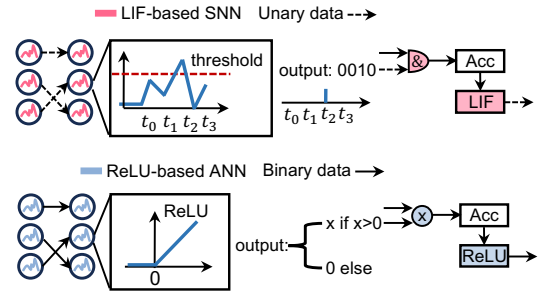 LIF-based SNN Unary data
threshold
output: 0010
& Acc
LIF
t0 t1 t2 t3
t0 t1 t2 t3
ReLU-based ANN Binary data
ReLU
0
output:
x if x>0
0 else
x Acc
ReLU